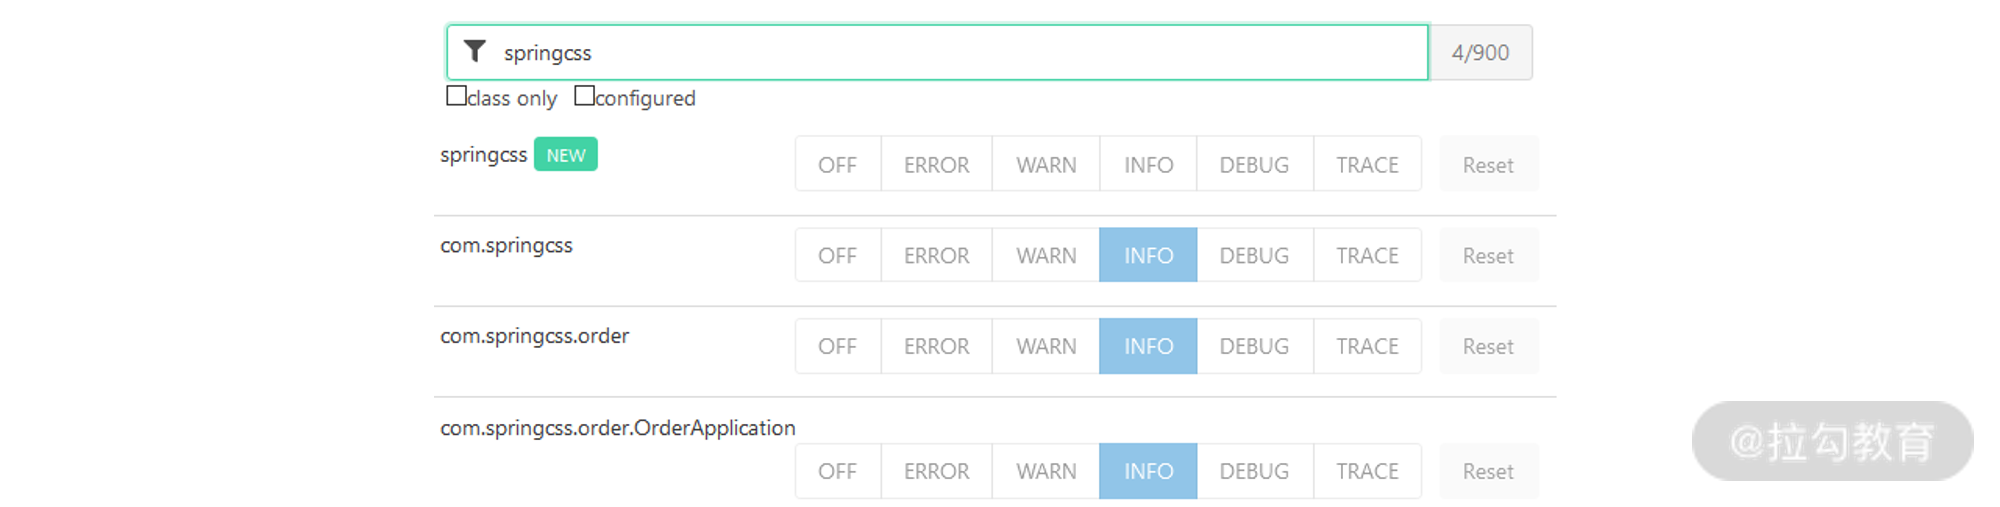 springcss 4/900
class only configured
springcss NEW OFF ERROR WARN INFO DEBUG TRACE Reset
com.springcss OFF ERROR WARN INFO DEBUG TRACE Reset
com.springcss.order OFF ERROR WARN INFO DEBUG TRACE Reset
com.springcss.order.OrderApplication
OFF ERROR WARN INFO DEBUG TRACE Reset
@拉勾教育